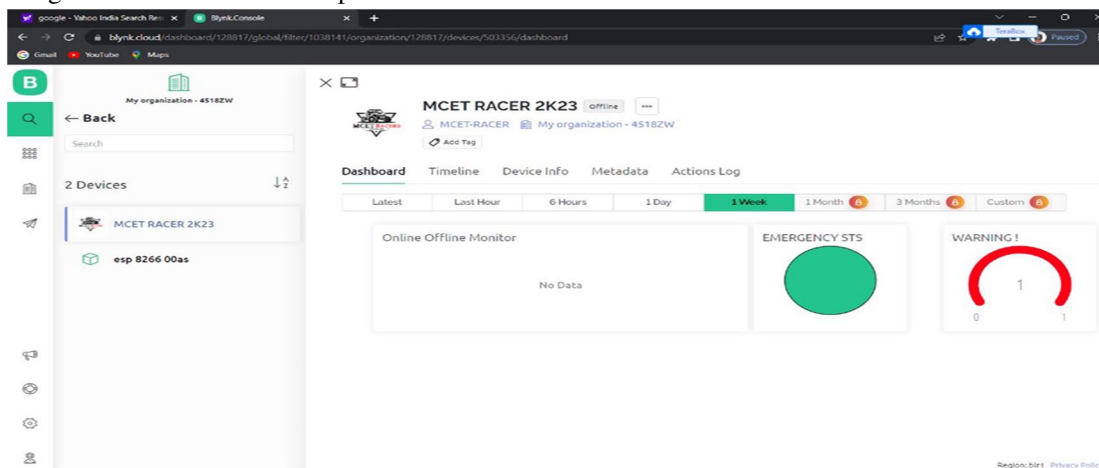 google - Yahoo India Search Res
Blynk.Console
blynk.cloud/dashboard/128817/global/filter/1038141/organization/128817/devices/503356/dashboard
TeraBox
Paused
Gmail
YouTube
Maps
B
My organization - 4518ZW
Back
Search
2 Devices
MCET RACER 2K23
esp 8266 00as
MCET RACER 2K23
Offline
MCET-RACER
My organization - 4518ZW
Add Tag
Dashboard Timeline Device Info Metadata Actions Log
Latest Last Hour 6 Hours 1 Day 1 Week 1 Month 3 Months Custom
Online Offline Monitor
No Data
EMERGENCY STS
WARNING !
1
0 1
Region: blr1 Privacy Polic